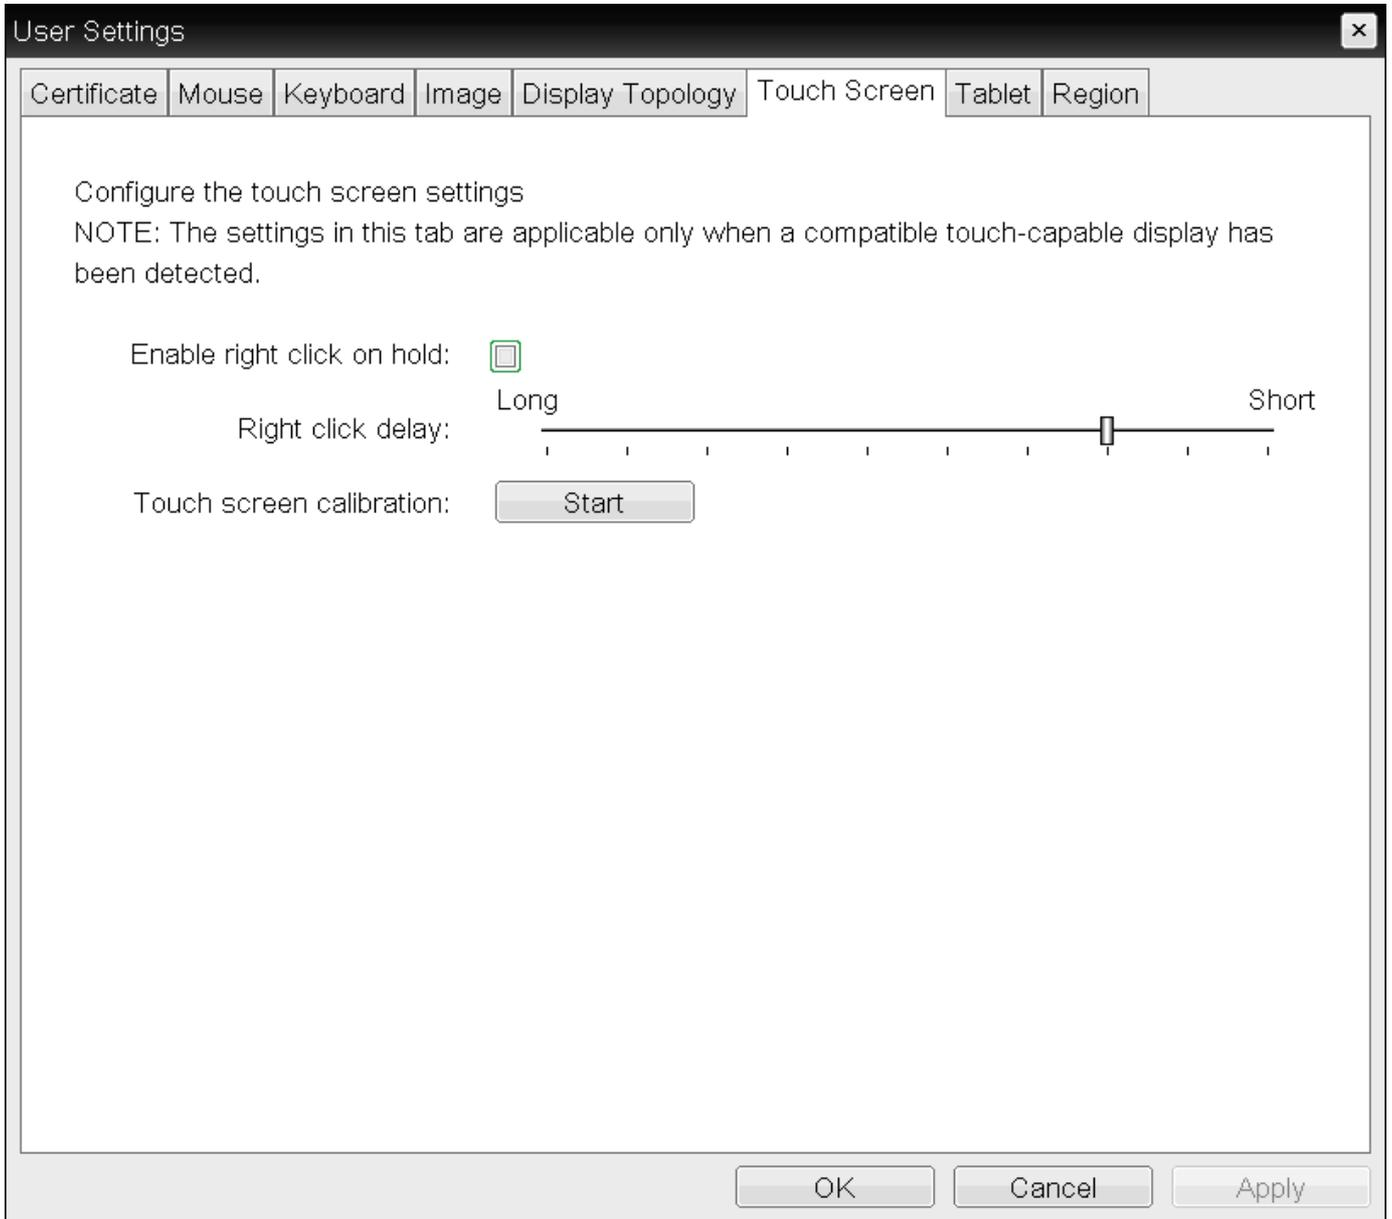 User Settings
Certificate Mouse Keyboard Image Display Topology Touch Screen Tablet Region
Configure the touch screen settings
NOTE: The settings in this tab are applicable only when a compatible touch-capable display has
been detected.
Enable right click on hold:
Long Short
Right click delay:
Touch screen calibration: Start
OK Cancel Apply